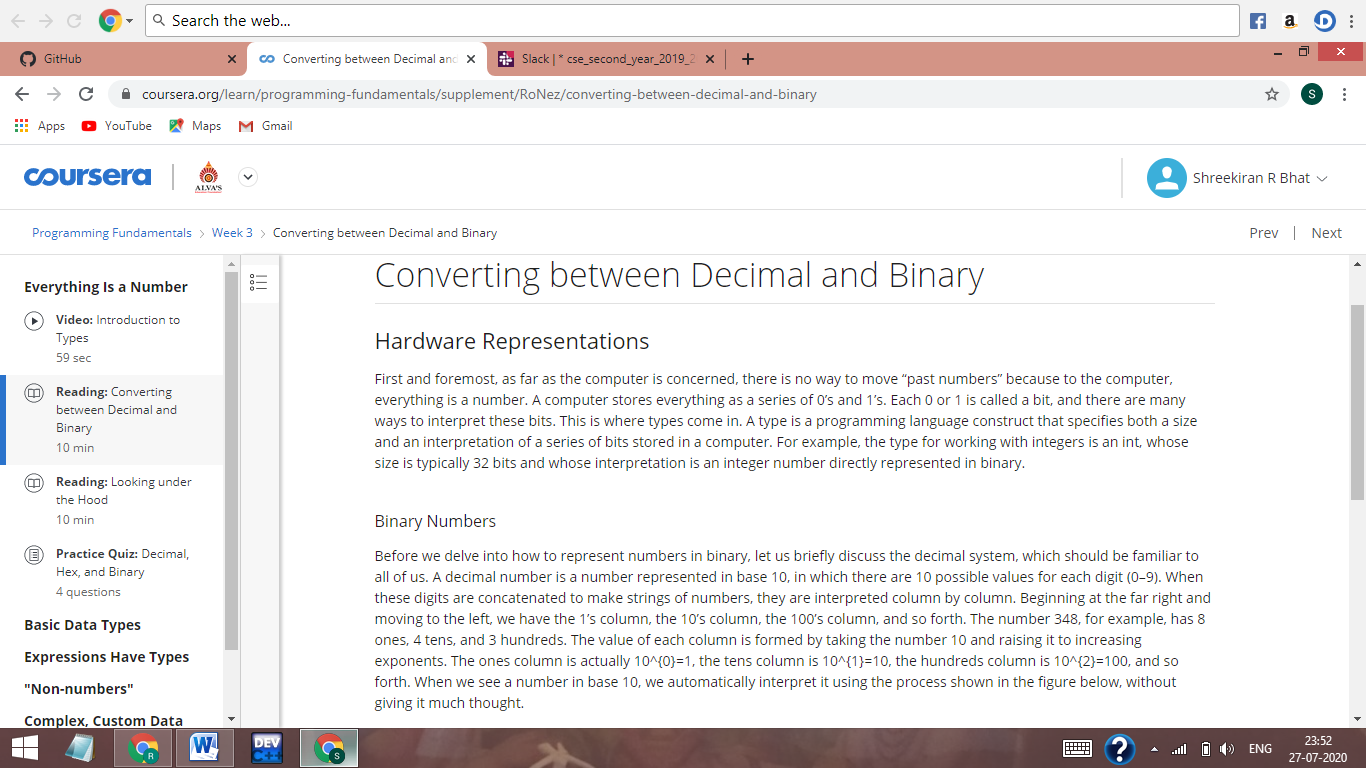 Search the web...
GitHub
Converting between Decimal and
Slack | * cse_second_year_2019_2
coursera.org/learn/programming-fundamentals/supplement/RoNez/converting-between-decimal-and-binary
S
Apps
YouTube
Maps
Gmail
coursera
ALVA'S
Shreekiran R Bhat
Programming Fundamentals > Week 3 > Converting between Decimal and Binary
Prev | Next
Everything Is a Number
Video: Introduction to
Types
59 sec
Reading: Converting
between Decimal and
Binary
10 min
Reading: Looking under
the Hood
10 min
Practice Quiz: Decimal,
Hex, and Binary
4 questions
Basic Data Types
Expressions Have Types
"Non-numbers"
Complex, Custom Data
Converting between Decimal and Binary
Hardware Representations
First and foremost, as far as the computer is concerned, there is no way to move “past numbers” because to the computer,
everything is a number. A computer stores everything as a series of 0’s and 1’s. Each 0 or 1 is called a bit, and there are many
ways to interpret these bits. This is where types come in. A type is a programming language construct that specifies both a size
and an interpretation of a series of bits stored in a computer. For example, the type for working with integers is an int, whose
size is typically 32 bits and whose interpretation is an integer number directly represented in binary.
Binary Numbers
Before we delve into how to represent numbers in binary, let us briefly discuss the decimal system, which should be familiar to
all of us. A decimal number is a number represented in base 10, in which there are 10 possible values for each digit (0–9). When
these digits are concatenated to make strings of numbers, they are interpreted column by column. Beginning at the far right and
moving to the left, we have the 1’s column, the 10’s column, the 100’s column, and so forth. The number 348, for example, has 8
ones, 4 tens, and 3 hundreds. The value of each column is formed by taking the number 10 and raising it to increasing
exponents. The ones column is actually 10^{0}=1, the tens column is 10^{1}=10, the hundreds column is 10^{2}=100, and so
forth. When we see a number in base 10, we automatically interpret it using the process shown in the figure below, without
giving it much thought.
R
W
DEV
C++
S
?
ENG
23:52
27-07-2020